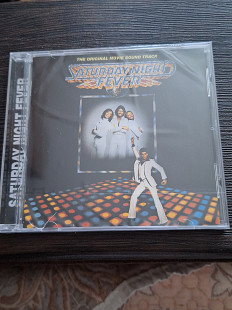 THE ORIGINAL MOVIE SOUND TRACK
SATURDAY NIGHT
FEVER
SATURDAY NIGHT FEVER